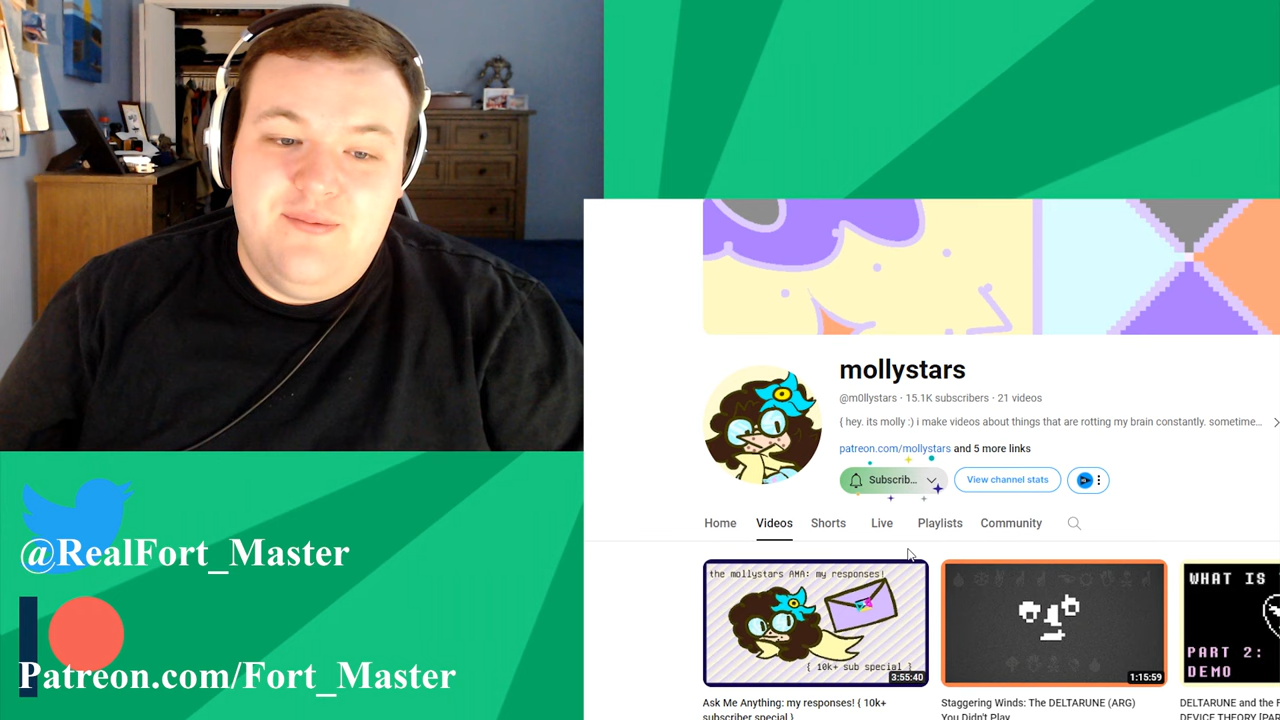 @RealFort_Master
Patreon.com/Fort_Master
mollystars
@m0llystars · 15.1K subscribers · 21 videos
{ hey. its molly :) i make videos about things that are rotting my brain constantly. sometime...
patreon.com/mollystars and 5 more links
Subscrib...
View channel stats
Home Videos Shorts Live Playlists Community
the mollystars AMA: my responses!
{ 10k+ sub special }
3:55:40
Ask Me Anything: my responses! { 10k+
subscriber special }
1:15:59
Staggering Winds: The DELTARUNE (ARG)
You Didn't Play
WHAT IS
PART 2:
DEMO
DELTARUNE and the
DEVICE THEORY